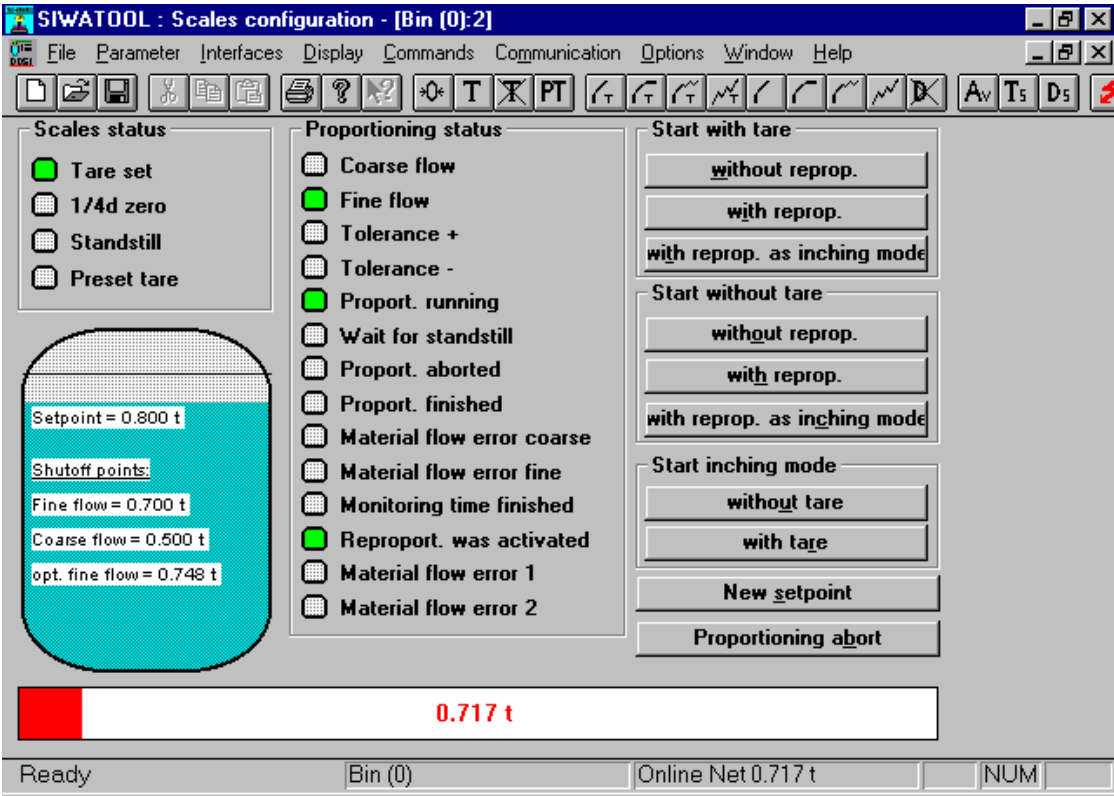 SIWATOOL : Scales configuration - [Bin (0):2]
File Parameter Interfaces Display Commands Communication Options Window Help
→0← T T PT T T T T D Av Ts Ds
Scales status
Tare set
1/4d zero
Standstill
Preset tare
Setpoint = 0.800 t
Shutoff points:
Fine flow = 0.700 t
Coarse flow = 0.500 t
opt. fine flow = 0.748 t
Proportioning status
Coarse flow
Fine flow
Tolerance +
Tolerance -
Proport. running
Wait for standstill
Proport. aborted
Proport. finished
Material flow error coarse
Material flow error fine
Monitoring time finished
Reproport. was activated
Material flow error 1
Material flow error 2
Start with tare
without reprop.
with reprop.
with reprop. as inching mode
Start without tare
without reprop.
with reprop.
with reprop. as inching mode
Start inching mode
without tare
with tare
New setpoint
Proportioning abort
0.717 t
Ready Bin (0) Online Net 0.717 t NUM